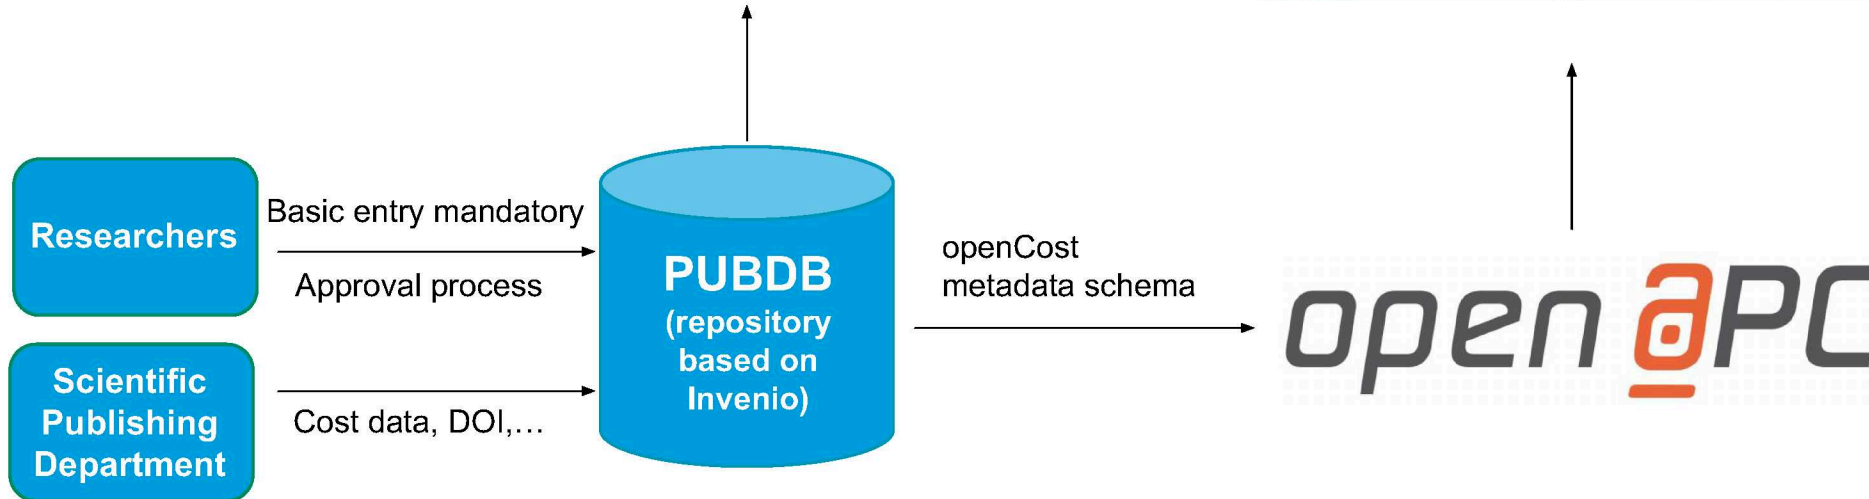 Researchers
Basic entry mandatory
Approval process
Scientific
Publishing
Department
Cost data, DOI,…
PUBDB
(repository
based on
Invenio)
openCost
metadata schema
open aPC